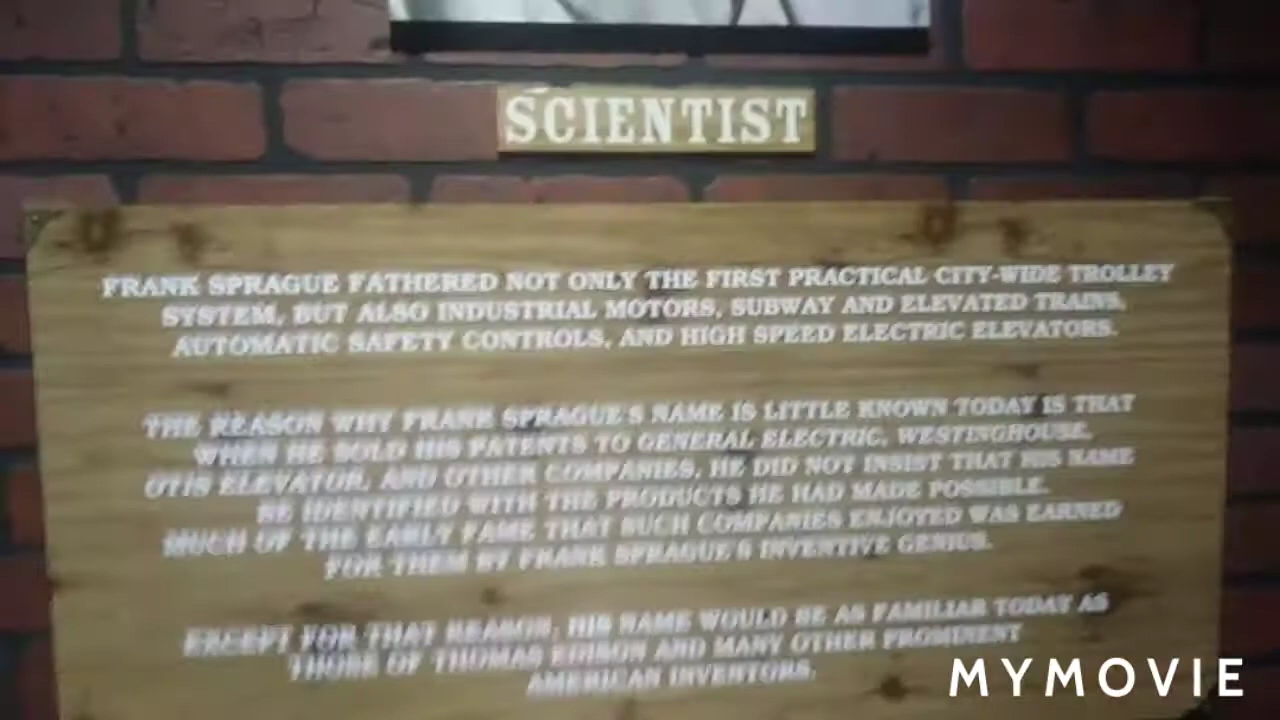 SCIENTIST
FRANK SPRAGUE FATHERED NOT ONLY THE FIRST PRACTICAL CITY-WIDE TROLLEY
SYSTEM, BUT ALSO INDUSTRIAL MOTORS, SUBWAY AND ELEVATED TRAINS,
AUTOMATIC SAFETY CONTROLS, AND HIGH SPEED ELECTRIC ELEVATORS.
THE REASON WHY FRANK SPRAGUE'S NAME IS LITTLE KNOWN TODAY IS THAT
WHEN HE SOLD HIS PATENTS TO GENERAL ELECTRIC, WESTINGHOUSE,
OTIS ELEVATOR, AND OTHER COMPANIES, HE DID NOT INSIST THAT HIS NAME
BE IDENTIFIED WITH THE PRODUCTS HE HAD MADE POSSIBLE.
MUCH OF THE EARLY FAME THAT SUCH COMPANIES ENJOYED WAS EARNED
FOR THEM BY FRANK SPRAGUE'S INVENTIVE GENIUS.
EXCEPT FOR THAT REASON, HIS NAME WOULD BE AS FAMILIAR TODAY AS
THOSE OF THOMAS EDISON AND MANY OTHER PROMINENT
AMERICAN INVENTORS.
MYMOVIE